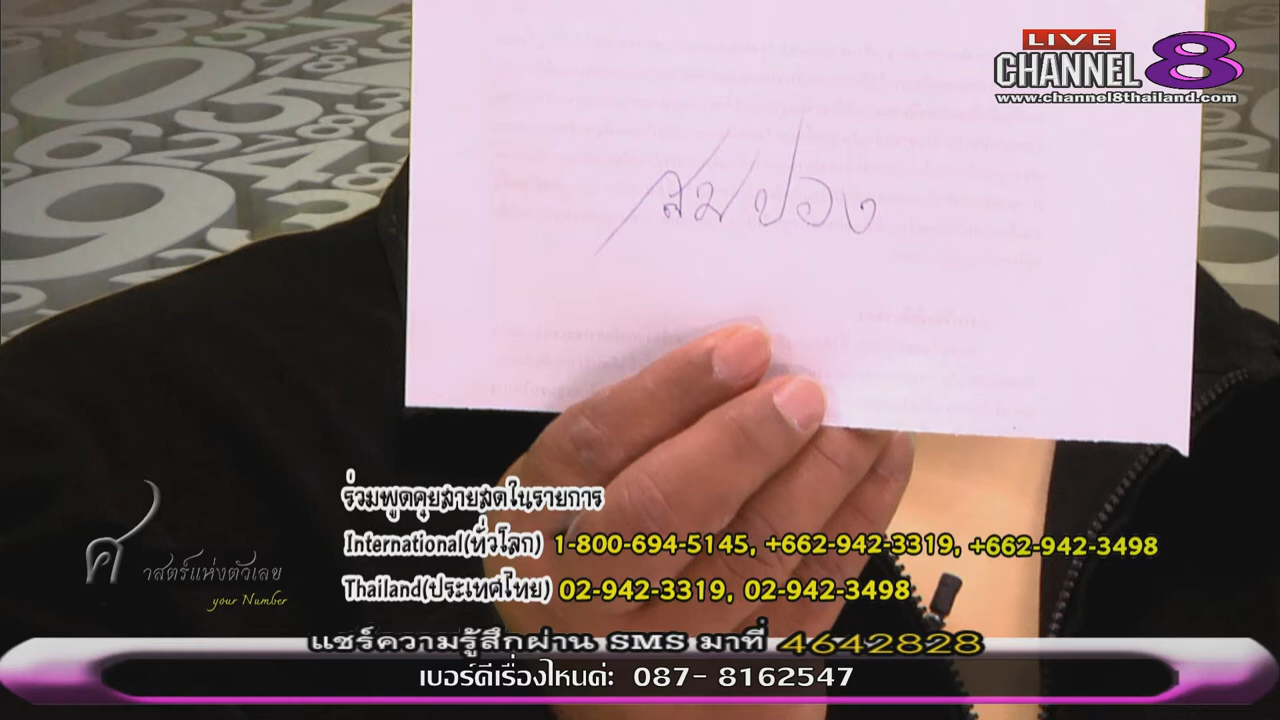 LIVE
CHANNEL 8
www.channel8thailand.com
สมปอง
ร่วมพูดคุยสายสดในรายการ
International(ทั่วโลก) 1-800-694-5145, +662-942-3319, +662-942-3498
Thailand(ประเทศไทย) 02-942-3319, 02-942-3498
ศาสตร์แห่งตัวเลข
your Number
แชร์ความรู้สึกผ่าน SMS มาที่ 4642828
เบอร์ดีเรื่องไหนค่ะ: 087- 8162547